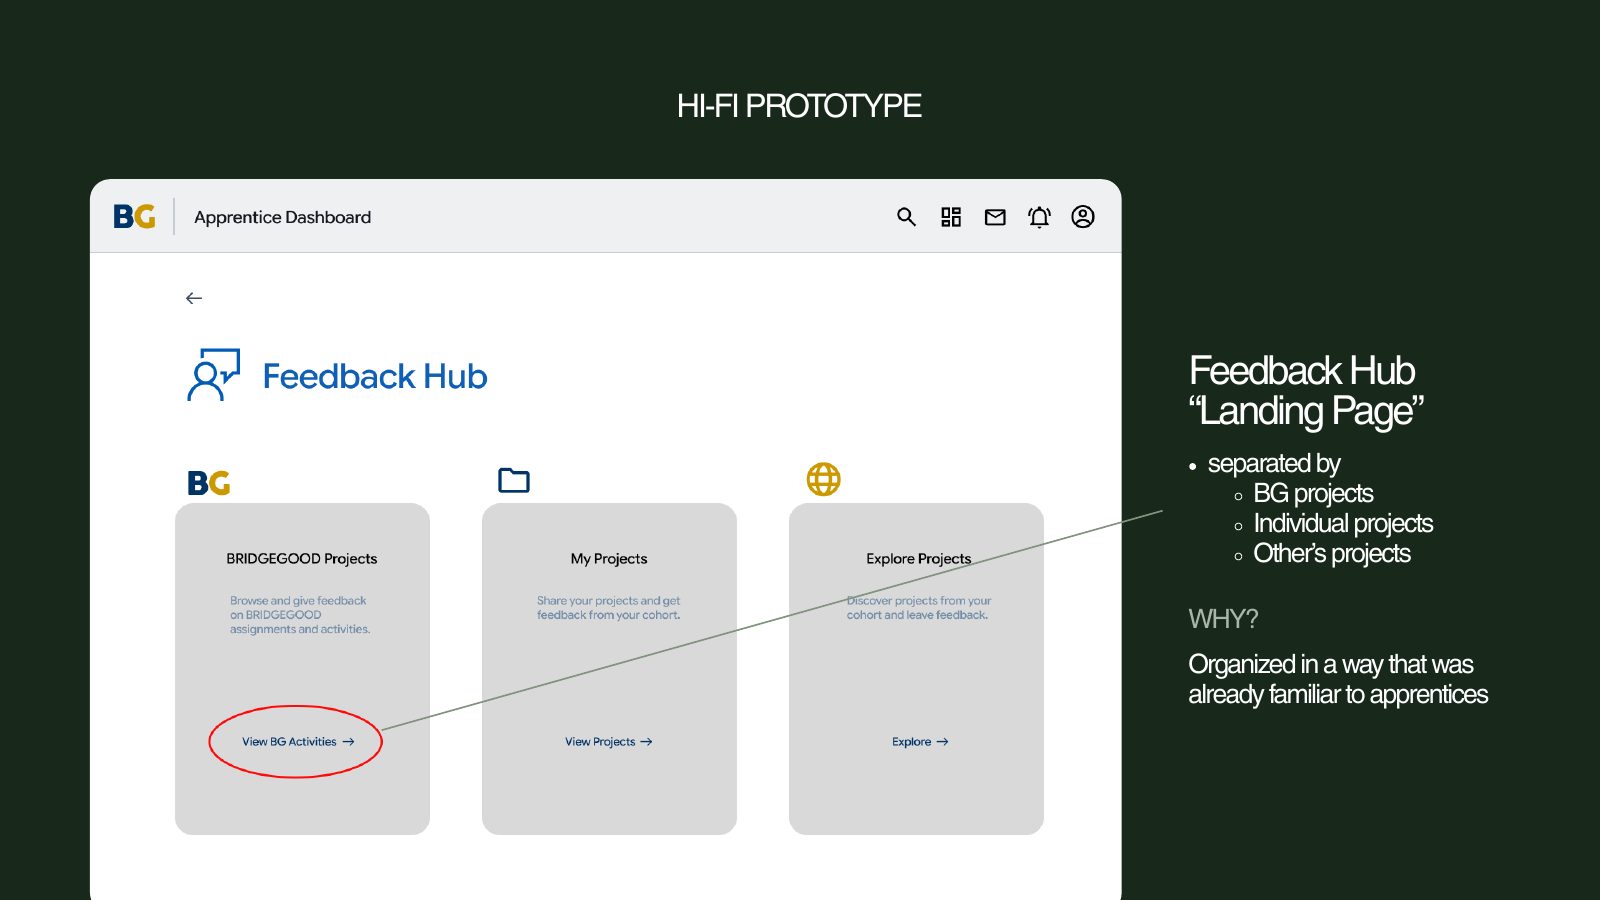 HI-FI PROTOTYPE
BG
Apprentice Dashboard
Feedback Hub
BG
BRIDGEGOOD Projects
Browse and give feedback
on BRIDGEGOOD
assignments and activities.
View BG Activities →
My Projects
Share your projects and get
feedback from your cohort.
View Projects →
Explore Projects
Discover projects from your
cohort and leave feedback.
Explore →
Feedback Hub
“Landing Page”
• separated by
◦ BG projects
◦ Individual projects
◦ Other’s projects
WHY?
Organized in a way that was
already familiar to apprentices